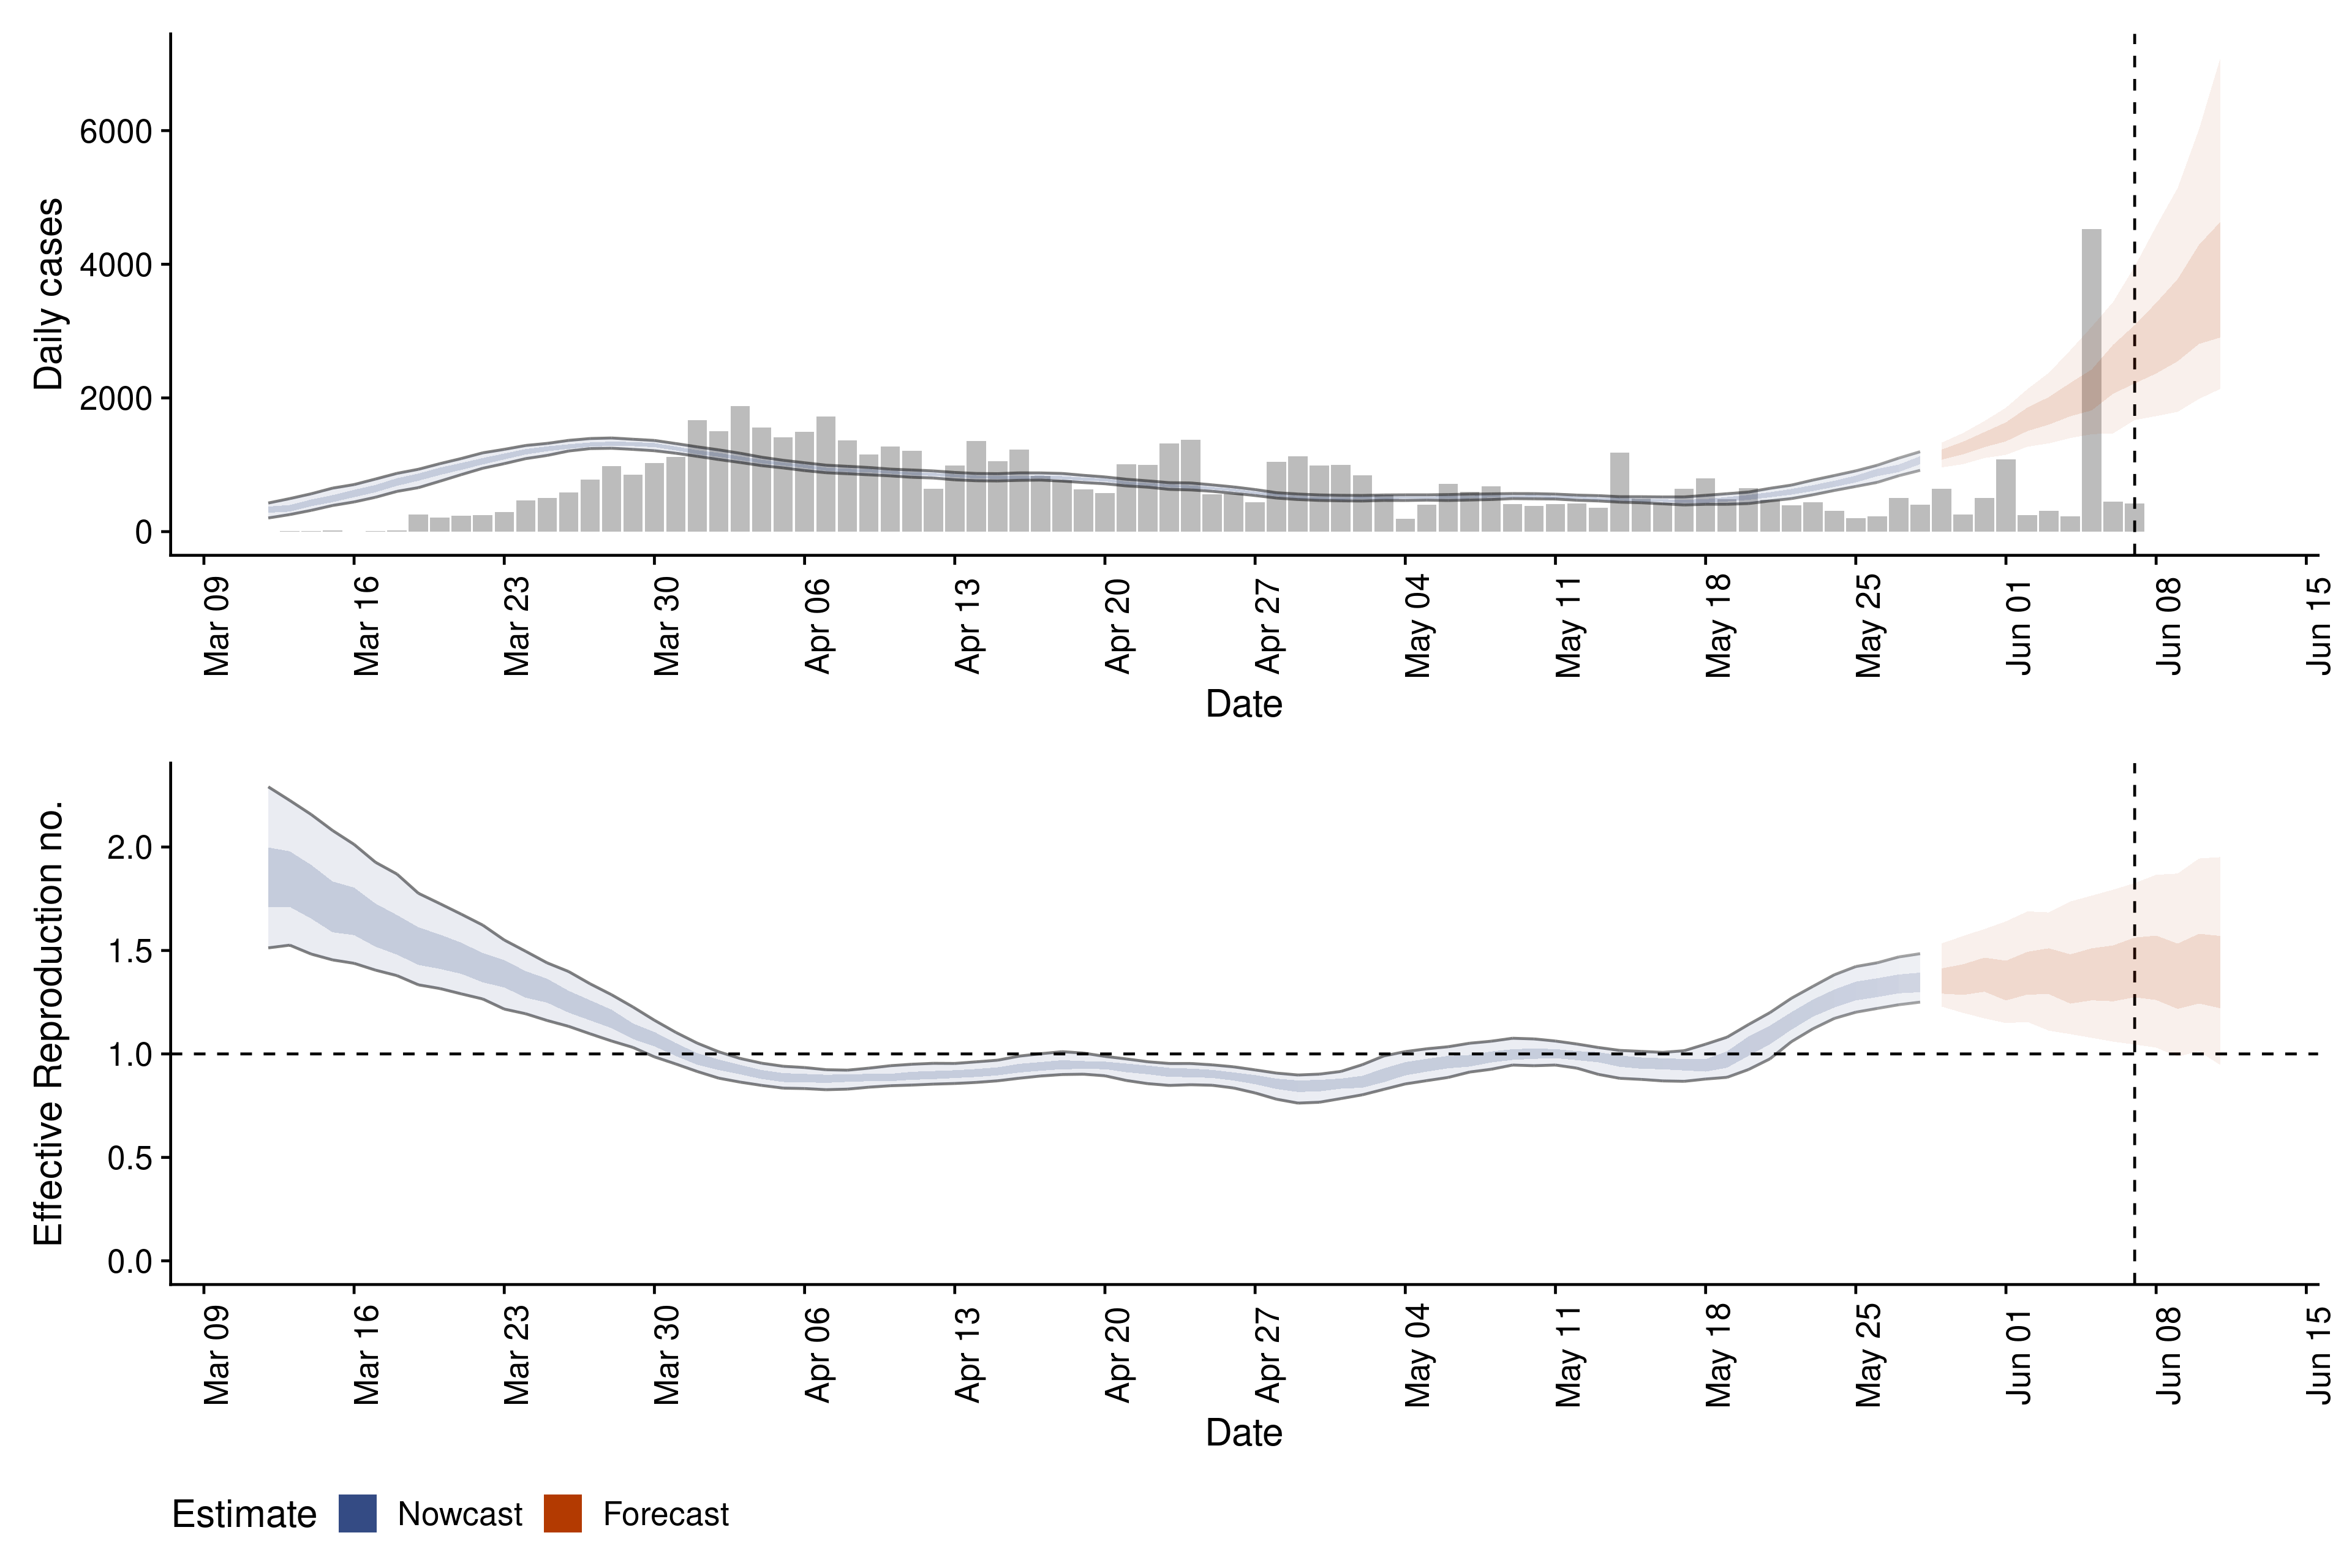 Daily cases
6000
4000
2000
0
Mar 09
Mar 16
Mar 23
Mar 30
Apr 06
Apr 13
Apr 20
Apr 27
May 04
May 11
May 18
May 25
Jun 01
Jun 08
Jun 15
Date
Effective Reproduction no.
2.0
1.5
1.0
0.5
0.0
Mar 09
Mar 16
Mar 23
Mar 30
Apr 06
Apr 13
Apr 20
Apr 27
May 04
May 11
May 18
May 25
Jun 01
Jun 08
Jun 15
Date
Estimate Nowcast Forecast